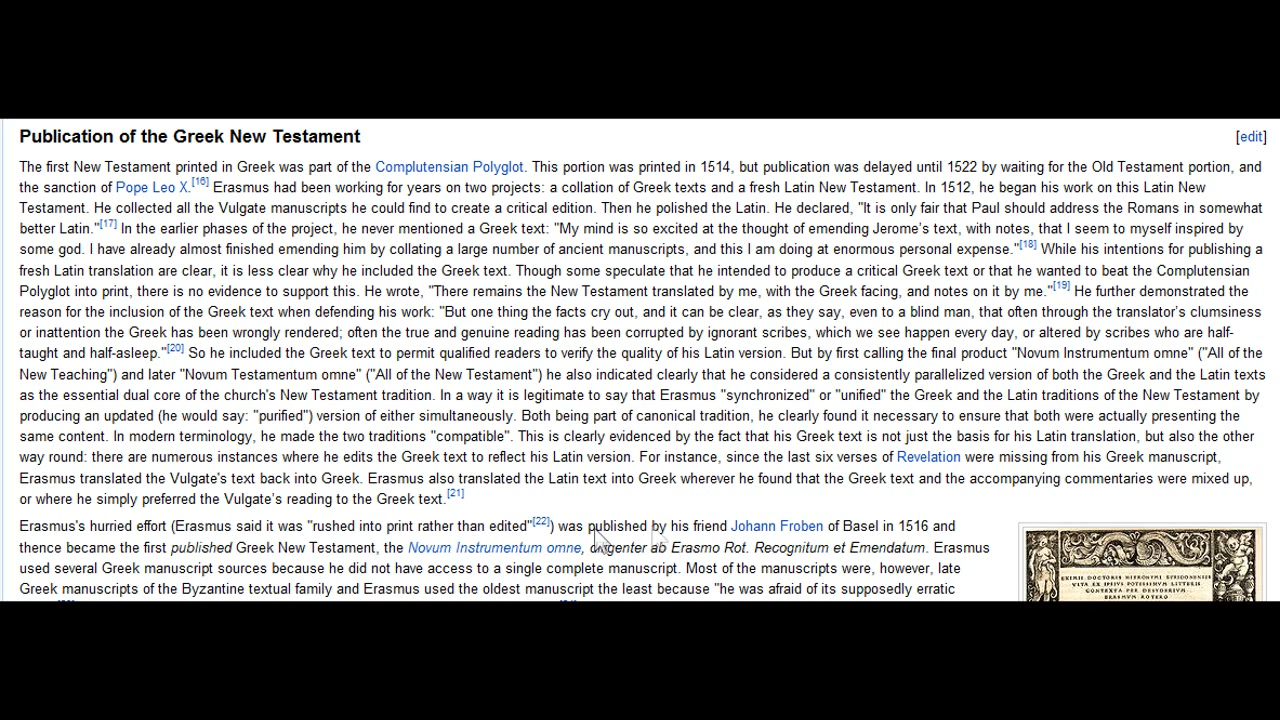 Publication of the Greek New Testament [edit]
The first New Testament printed in Greek was part of the Complutensian Polyglot. This portion was printed in 1514, but publication was delayed until 1522 by waiting for the Old Testament portion, and
the sanction of Pope Leo X.[16] Erasmus had been working for years on two projects: a collation of Greek texts and a fresh Latin New Testament. In 1512, he began his work on this Latin New
Testament. He collected all the Vulgate manuscripts he could find to create a critical edition. Then he polished the Latin. He declared, "It is only fair that Paul should address the Romans in somewhat
better Latin."[17] In the earlier phases of the project, he never mentioned a Greek text: "My mind is so excited at the thought of emending Jerome's text, with notes, that I seem to myself inspired by
some god. I have already almost finished emending him by collating a large number of ancient manuscripts, and this I am doing at enormous personal expense."[18] While his intentions for publishing a
fresh Latin translation are clear, it is less clear why he included the Greek text. Though some speculate that he intended to produce a critical Greek text or that he wanted to beat the Complutensian
Polyglot into print, there is no evidence to support this. He wrote, "There remains the New Testament translated by me, with the Greek facing, and notes on it by me."[19] He further demonstrated the
reason for the inclusion of the Greek text when defending his work: "But one thing the facts cry out, and it can be clear, as they say, even to a blind man, that often through the translator's clumsiness
or inattention the Greek has been wrongly rendered; often the true and genuine reading has been corrupted by ignorant scribes, which we see happen every day, or altered by scribes who are half-
taught and half-asleep."[20] So he included the Greek text to permit qualified readers to verify the quality of his Latin version. But by first calling the final product "Novum Instrumentum omne" ("All of the
New Teaching") and later "Novum Testamentum omne" ("All of the New Testament") he also indicated clearly that he considered a consistently parallelized version of both the Greek and the Latin texts
as the essential dual core of the church's New Testament tradition. In a way it is legitimate to say that Erasmus "synchronized" or "unified" the Greek and the Latin traditions of the New Testament by
producing an updated (he would say: "purified") version of either simultaneously. Both being part of canonical tradition, he clearly found it necessary to ensure that both were actually presenting the
same content. In modern terminology, he made the two traditions "compatible". This is clearly evidenced by the fact that his Greek text is not just the basis for his Latin translation, but also the other
way round: there are numerous instances where he edits the Greek text to reflect his Latin version. For instance, since the last six verses of Revelation were missing from his Greek manuscript,
Erasmus translated the Vulgate's text back into Greek. Erasmus also translated the Latin text into Greek wherever he found that the Greek text and the accompanying commentaries were mixed up,
or where he simply preferred the Vulgate's reading to the Greek text.[21]
Erasmus's hurried effort (Erasmus said it was "rushed into print rather than edited"[22]) was published by his friend Johann Froben of Basel in 1516 and
thence became the first published Greek New Testament, the Novum Instrumentum omne, diligenter ab Erasmo Rot. Recognitum et Emendatum. Erasmus
used several Greek manuscript sources because he did not have access to a single complete manuscript. Most of the manuscripts were, however, late
Greek manuscripts of the Byzantine textual family and Erasmus used the oldest manuscript the least because "he was afraid of its supposedly erratic
EXIMII DOCTORIS HIERONYMI STRIDONENSIS
VITA EX IPSIVS POTISSIMVM LITTERIS
CONTEXTA PER DESYDERIVM
ERASMVM ROTERO